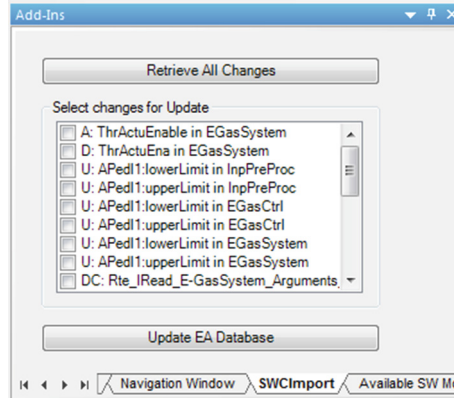 Add-Ins
Retrieve All Changes
Select changes for Update
A: ThrActuEnable in EGasSystem
D: ThrActuEna in EGasSystem
U: APedl1:lowerLimit in InpPreProc
U: APedl1:upperLimit in InpPreProc
U: APedl1:lowerLimit in EGasCtrl
U: APedl1:upperLimit in EGasCtrl
U: APedl1:lowerLimit in EGasSystem
U: APedl1:upperLimit in EGasSystem
DC: Rte_IRead_E-GasSystem_Arguments_
Update EA Database
Navigation Window SWCImport Available SW Mo